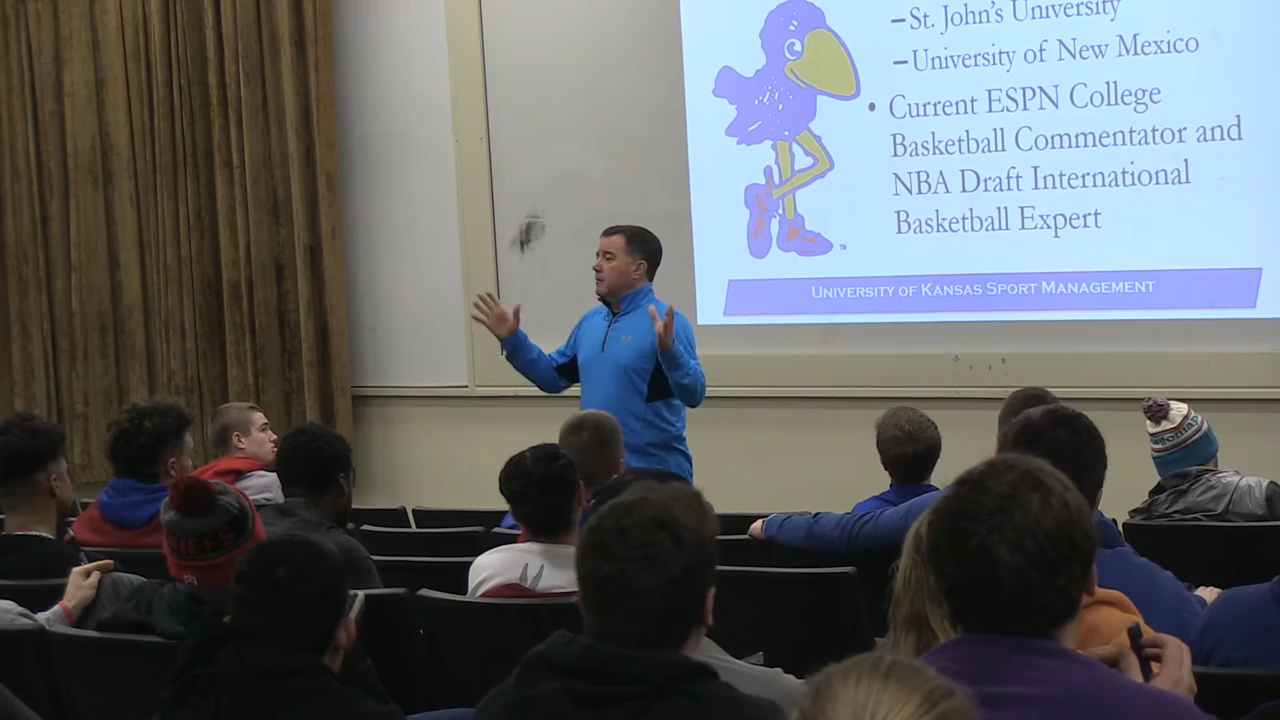 –St. John's University
–University of New Mexico
• Current ESPN College
Basketball Commentator and
NBA Draft International
Basketball Expert
TM
UNIVERSITY OF KANSAS SPORT MANAGEMENT